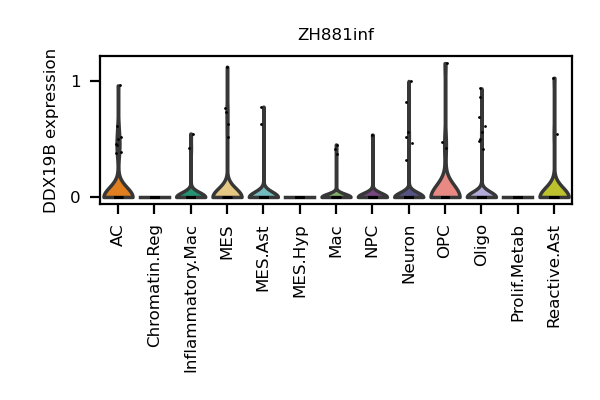 ZH881inf
DDX19B expression
1
0
AC
Chromatin.Reg
Inflammatory.Mac
MES
MES.Ast
MES.Hyp
Mac
NPC
Neuron
OPC
Oligo
Prolif.Metab
Reactive.Ast